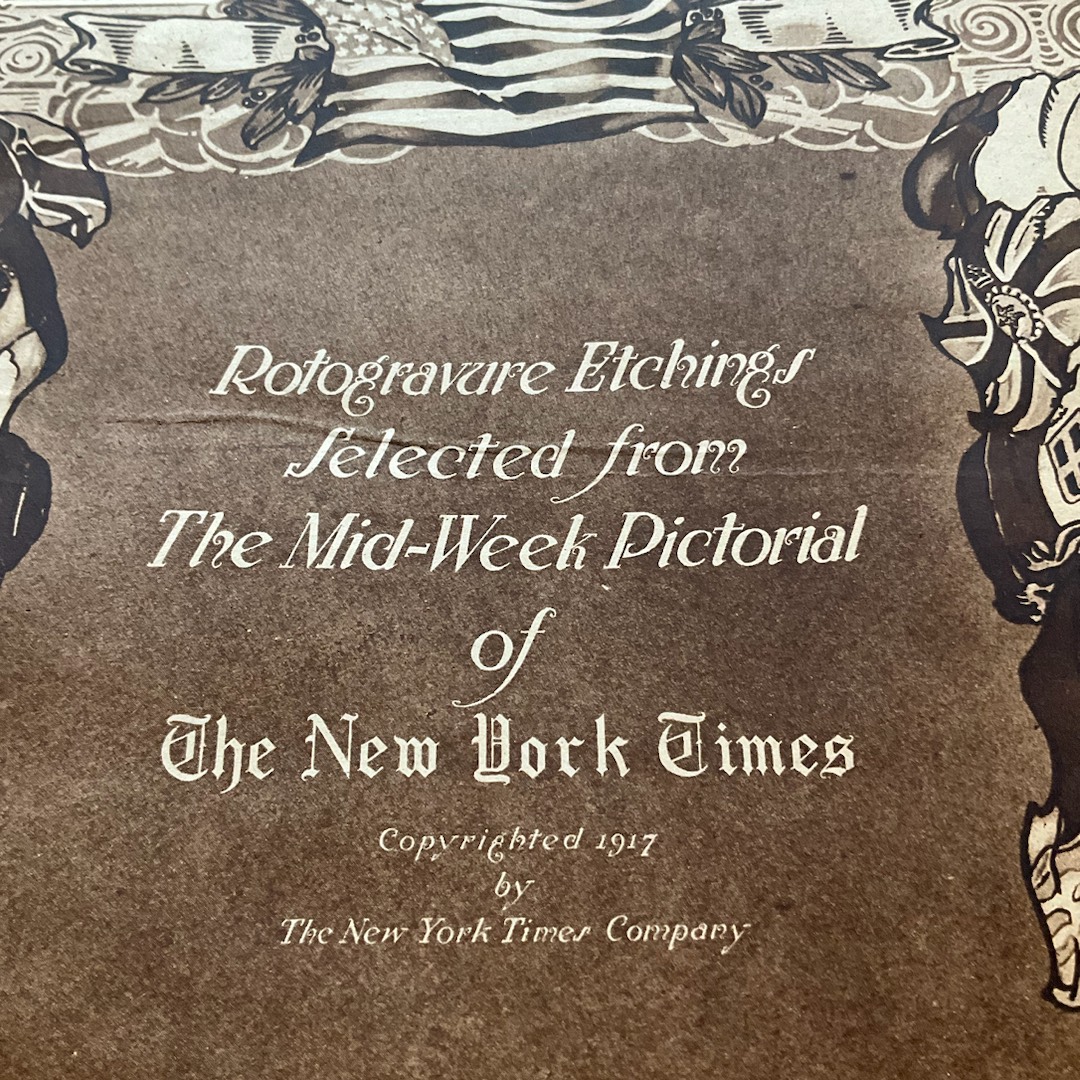 Rotogravure Etchings
Selected from
The Mid-Week Pictorial
of
The New York Times
Copyrighted 1917
by
The New York Times Company